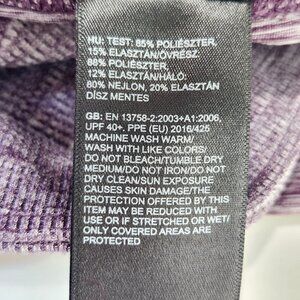 HU: TEST: 85% POLIÉSZTER,
15% ELASZTÁN/ÖVRÉSZ:
88% POLIÉSZTER,
12% ELASZTÁN/HÁLÓ:
80% NEJLON, 20% ELASZTÁN
DÍSZ MENTES
GB: EN 13758-2:2003+A1:2006,
UPF 40+, PPE (EU) 2016/425
MACHINE WASH WARM/
WASH WITH LIKE COLORS/
DO NOT BLEACH/TUMBLE DRY
MEDIUM/DO NOT IRON/DO NOT
DRY CLEAN/SUN EXPOSURE
CAUSES SKIN DAMAGE/THE
PROTECTION OFFERED BY THIS
ITEM MAY BE REDUCED WITH
USE OR IF STRETCHED OR WET/
ONLY COVERED AREAS ARE
PROTECTED